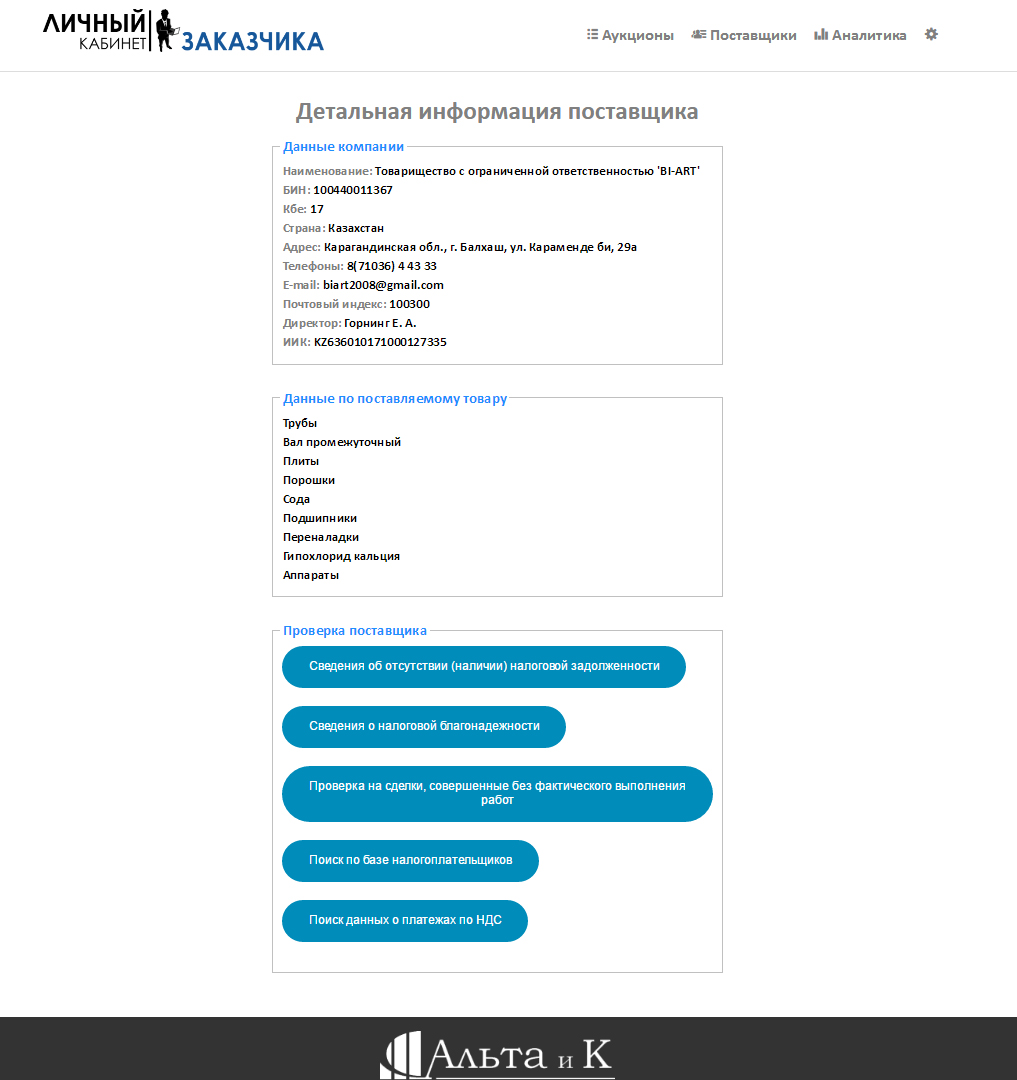 ЛИЧНЫЙ
КАБИНЕТ ЗАКАЗЧИКА
Аукционы Поставщики Аналитика
Детальная информация поставщика
Данные компании
Наименование: Товарищество с ограниченной ответственностью 'BI-ART'
БИН: 100440011367
Кбе: 17
Страна: Казахстан
Адрес: Карагандинская обл., г. Балхаш, ул. Караменде би, 29а
Телефоны: 8(71036) 4 43 33
E-mail: biart2008@gmail.com
Почтовый индекс: 100300
Директор: Горнинг Е. А.
ИИК: KZ636010171000127335
Данные по поставляемому товару
Трубы
Вал промежуточный
Плиты
Порошки
Сода
Подшипники
Переналадки
Гипохлорид кальция
Аппараты
Проверка поставщика
Сведения об отсутствии (наличии) налоговой задолженности
Сведения о налоговой благонадежности
Проверка на сделки, совершенные без фактического выполнения
работ
Поиск по базе налогоплательщиков
Поиск данных о платежах по НДС
Альта и К